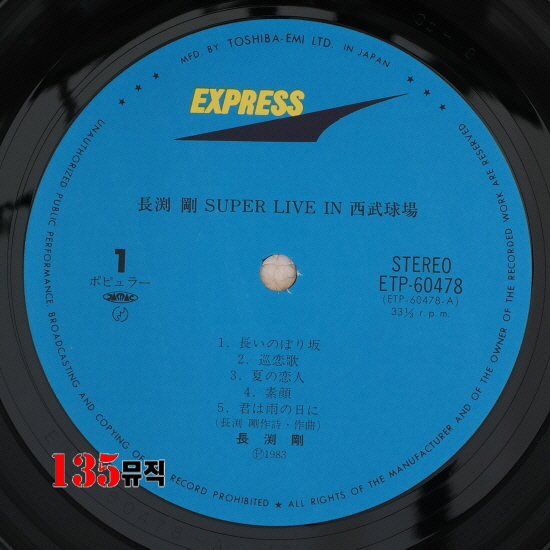 MFD. BY TOSHIBA-EMI LTD. IN JAPAN
EXPRESS
長渕 剛 SUPER LIVE IN 西武球場
1
ポピュラー
JASRAC
STEREO
ETP-60478
(ETP-60478-A)
33⅓ r.p.m.
1. 長いのぼり坂
2. 巡恋歌
3. 夏の恋人
4. 素顔
5. 君は雨の日に
(長渕 剛作詩・作曲)
長渕剛
Ⓟ1983
UNAUTHORIZED PUBLIC PERFORMANCE, BROADCASTING AND COPYING OF THIS RECORD PROHIBITED ★ ALL RIGHTS OF THE MANUFACTURER AND OF THE OWNER OF THE RECORDED WORK ARE RESERVED
135뮤직